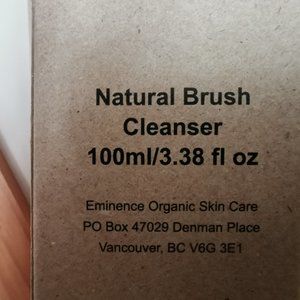 Natural Brush
Cleanser
100ml/3.38 fl oz
Eminence Organic Skin Care
PO Box 47029 Denman Place
Vancouver, BC V6G 3E1